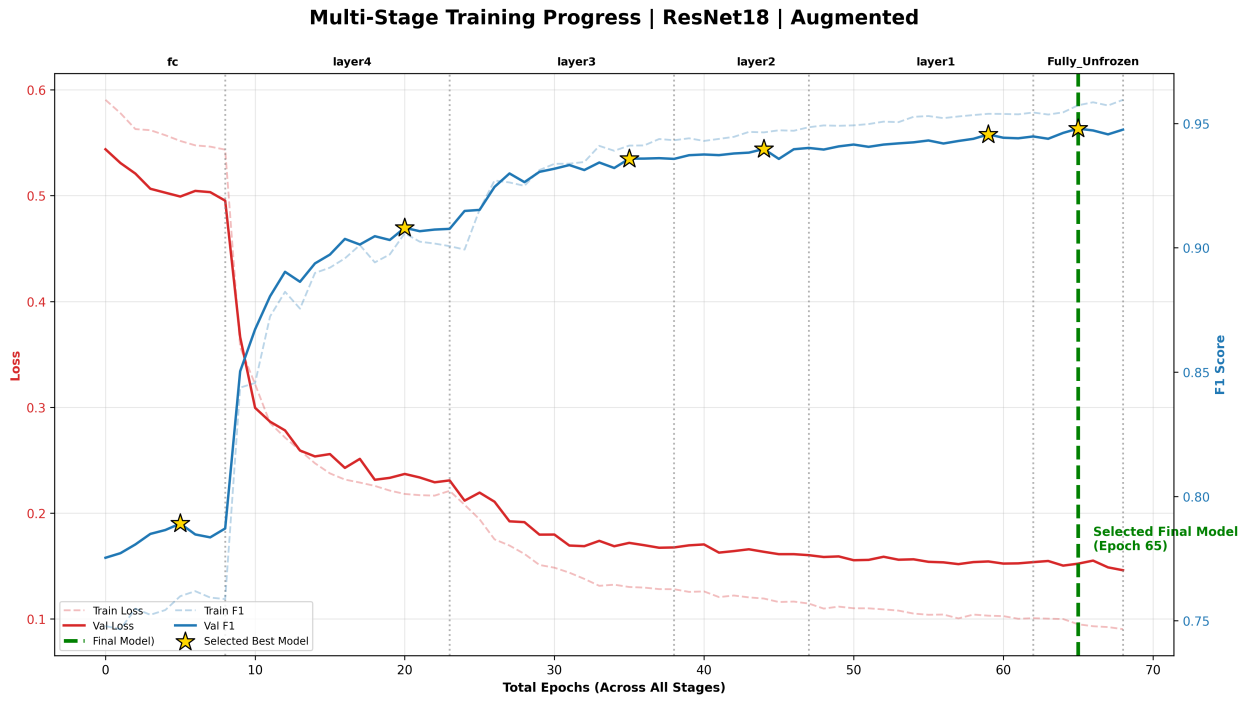 Multi-Stage Training Progress | ResNet18 | Augmented
fc
layer4
layer3
layer2
layer1
Fully_Unfrozen
0.6
0.5
0.4
0.3
0.2
0.1
Loss
0.95
0.90
0.85
0.80
0.75
F1 Score
Selected Final Model
(Epoch 65)
Train Loss
Val Loss
Final Model)
Train F1
Val F1
Selected Best Model
0
10
20
30
40
50
60
70
Total Epochs (Across All Stages)